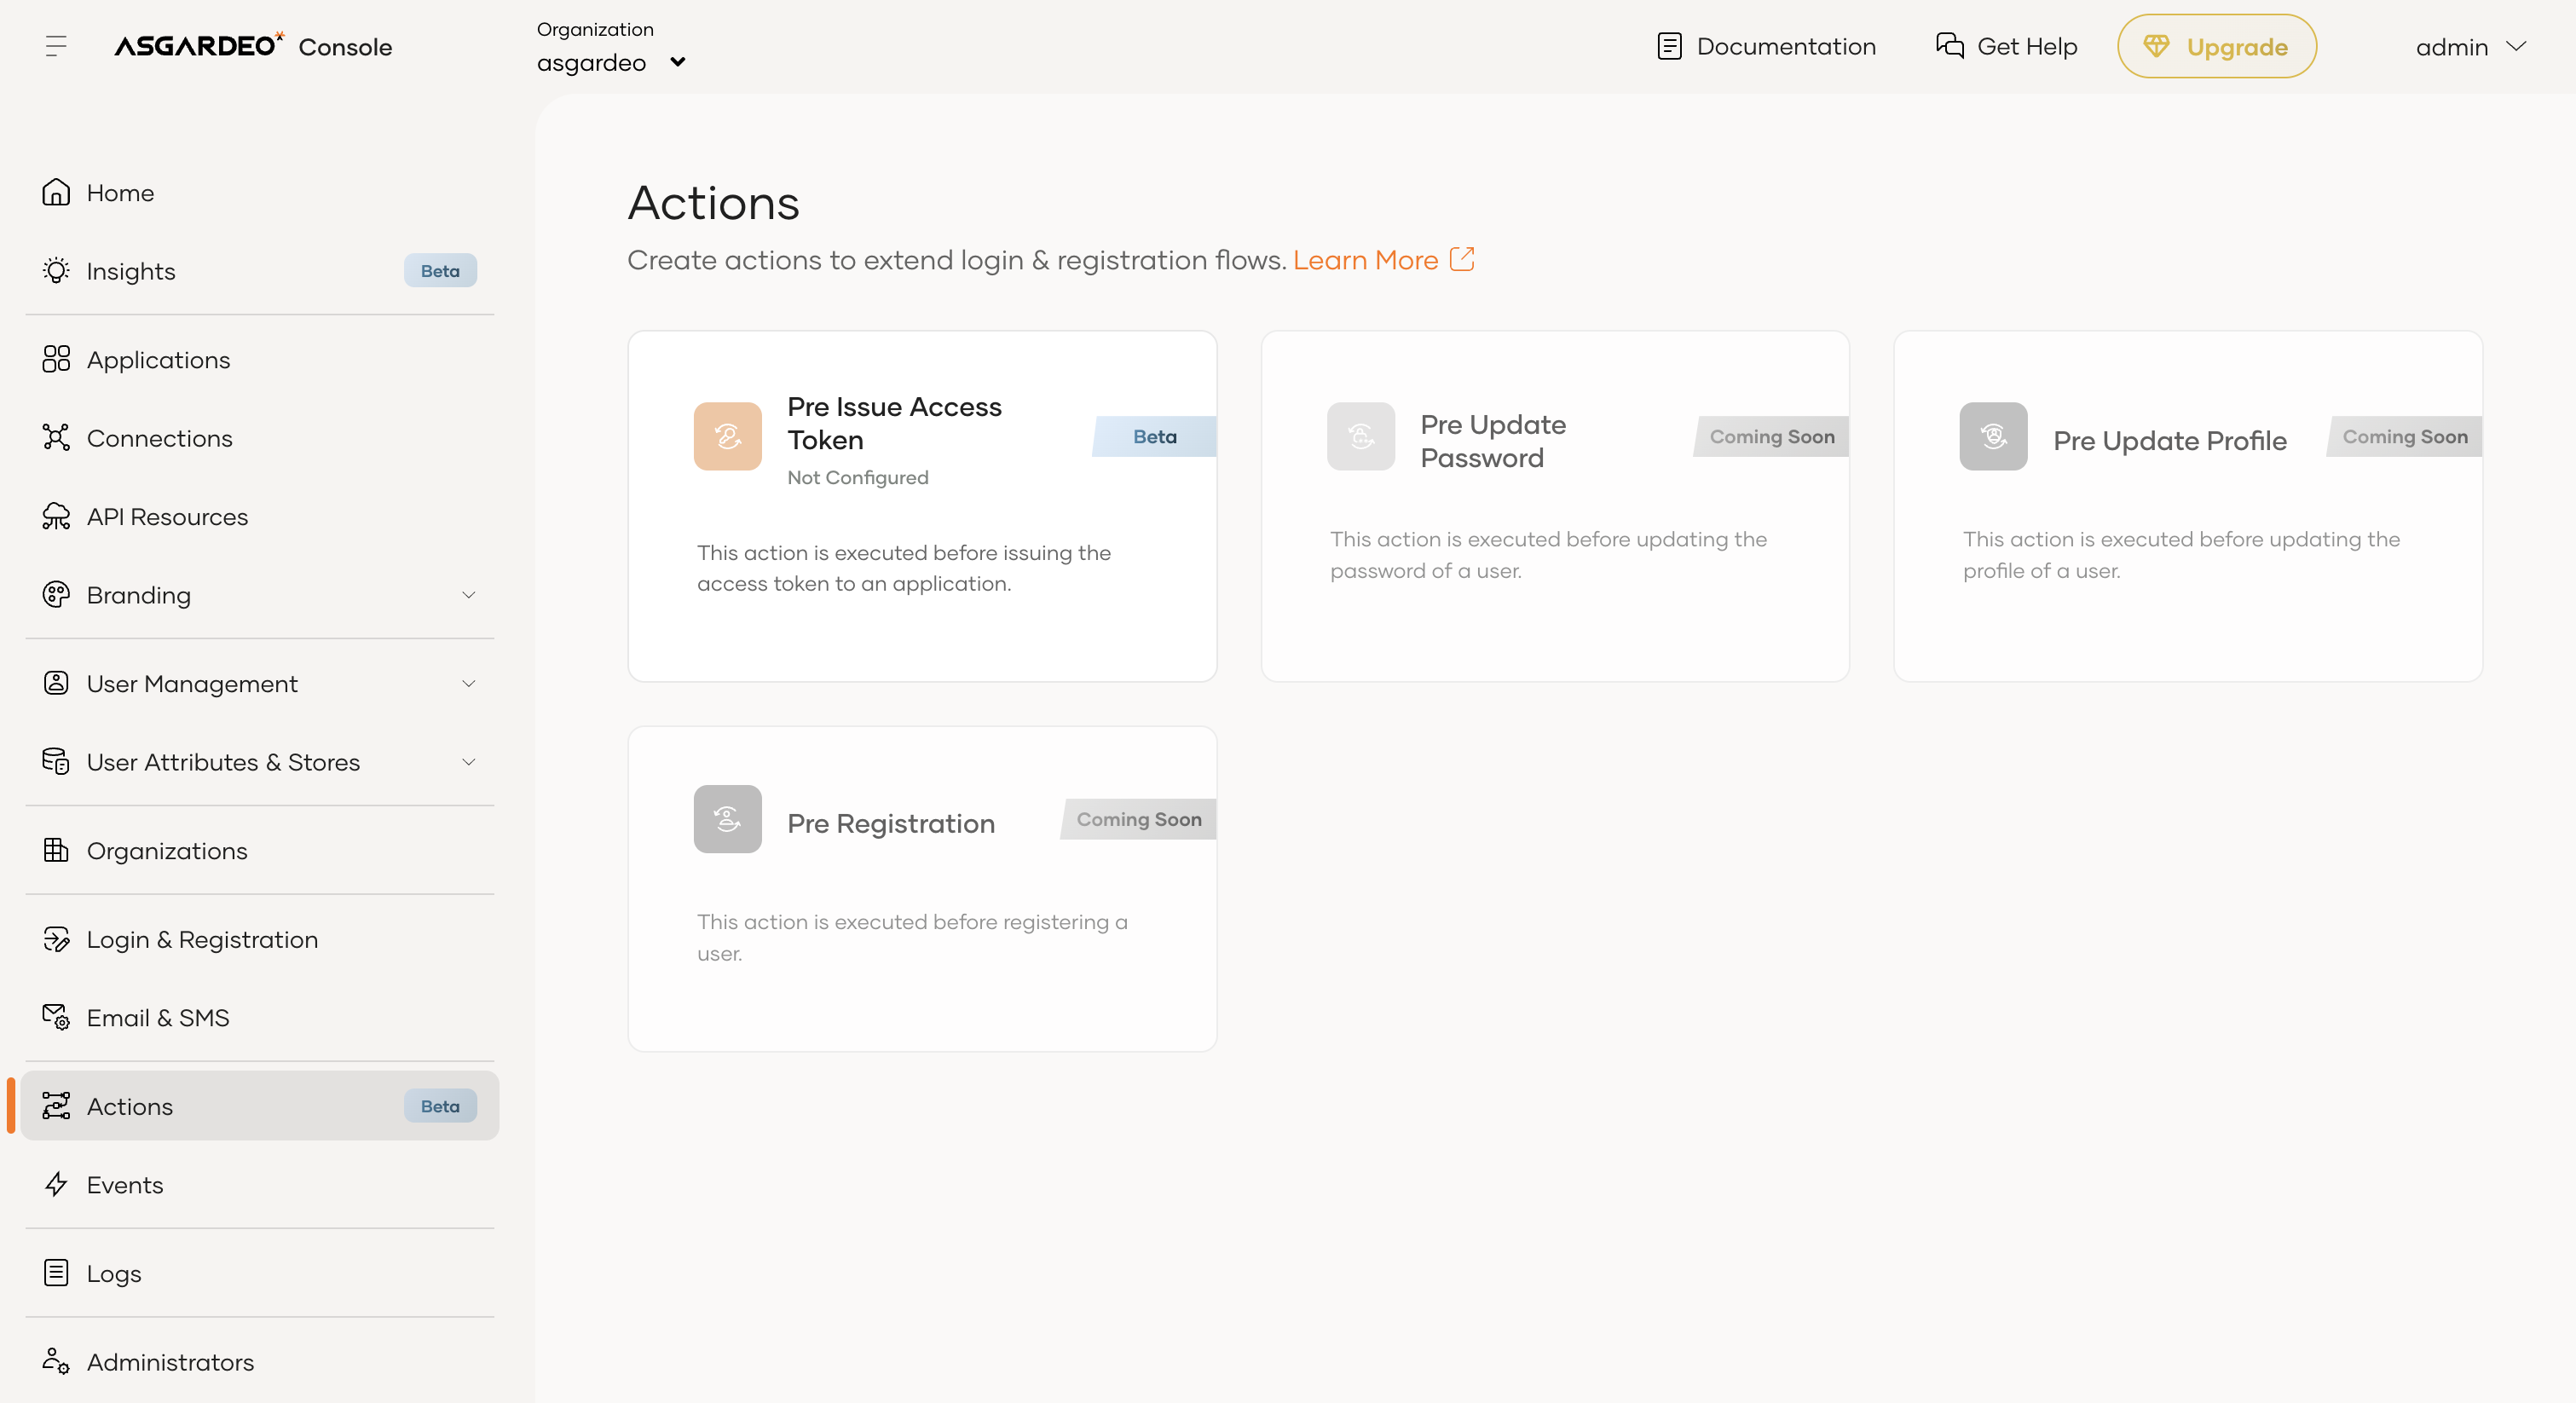 ASGARDEO Console
Organization
asgardeo
Documentation
Get Help
Upgrade
admin
Home
Insights
Beta
Applications
Connections
API Resources
Branding
User Management
User Attributes & Stores
Organizations
Login & Registration
Email & SMS
Actions
Beta
Events
Logs
Administrators
Actions
Create actions to extend login & registration flows. Learn More
Pre Issue Access
Token
Not Configured
Beta
This action is executed before issuing the
access token to an application.
Pre Update
Password
Coming Soon
This action is executed before updating the
password of a user.
Pre Update Profile
Coming Soon
This action is executed before updating the
profile of a user.
Pre Registration
Coming Soon
This action is executed before registering a
user.